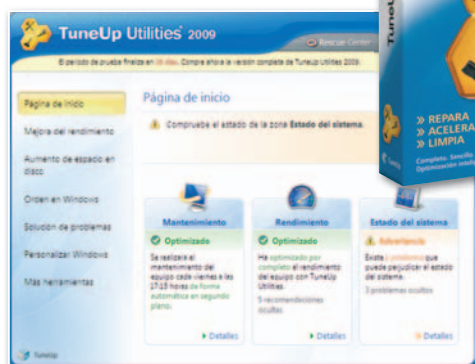 TuneUp Utilities 2009
Rescue Center
El período de prueba finaliza en días. Compre ahora la versión completa de TuneUp Utilities 2009.
Página de inicio
Mejora del rendimiento
Aumento de espacio en
disco
Orden en Windows
Solución de problemas
Personalizar Windows
Más herramientas
TuneUp
Página de inicio
Compruebe el estado de la zona Estado del sistema.
Mantenimiento
Optimizado
Se realizará el
mantenimiento del
equipo cada viernes a las
17:15 horas de forma
automática en segundo
plano.
Detalles
Rendimiento
Optimizado
Ha optimizado por
completo el rendimiento
del equipo con TuneUp
Utilities.
5 recomendaciones
ocultas
Detalles
Estado del sistema
Advertencia
Existe 1 problema que
puede perjudicar el estado
del sistema.
3 problemas ocultos
Detalles
TuneU
» REPARA
» ACELERA
» LIMPIA
Completo. Sencillo.
Optimización Intel